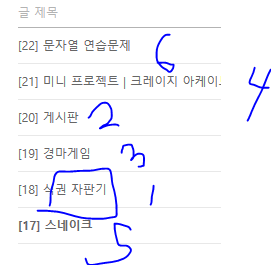 글 제목
[22] 문자열 연습문제
6
[21] 미니 프로젝트 | 크레이지 아케이.
4
[20] 게시판
2
[19] 경마게임
3
[18] 식권 자판기
1
[17] 스네이크
5